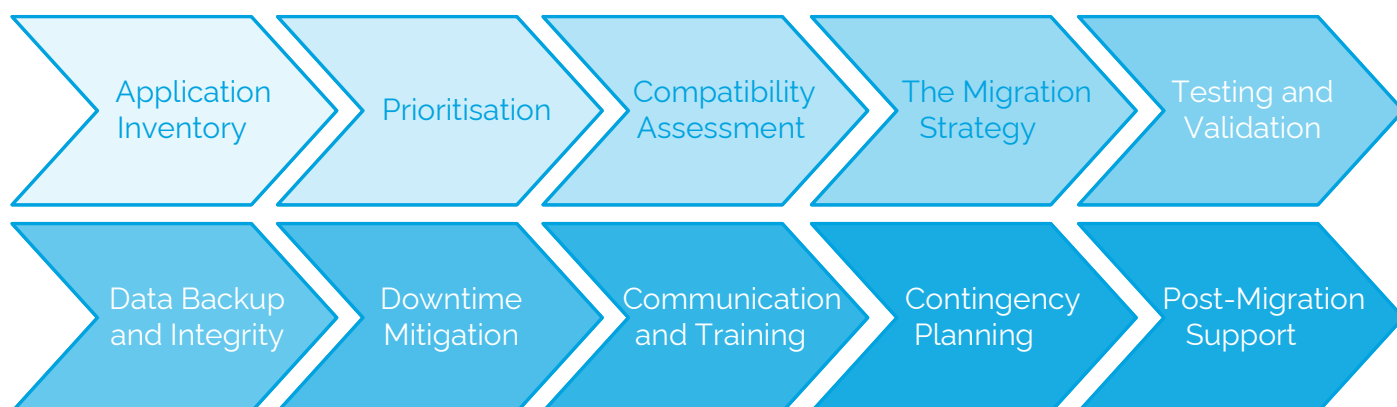 Application
Inventory
Prioritisation
Compatibility
Assessment
The Migration
Strategy
Testing and
Validation
Data Backup
and Integrity
Downtime
Mitigation
Communication
and Training
Contingency
Planning
Post-Migration
Support